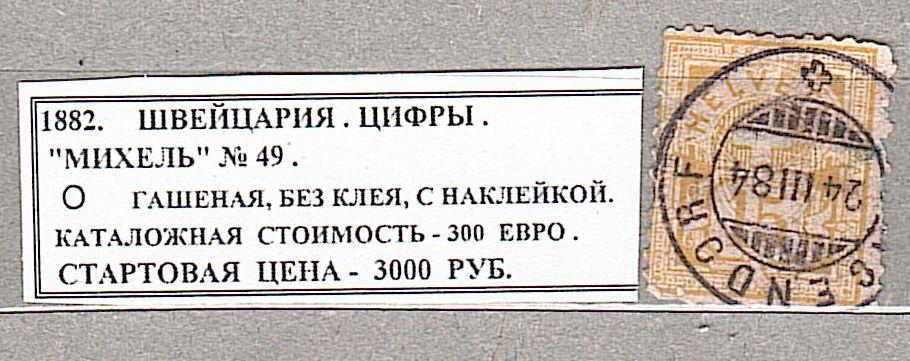 1882. ШВЕЙЦАРИЯ. ЦИФРЫ.
"МИХЕЛЬ" № 49.
О ГАШЕНАЯ, БЕЗ КЛЕЯ, С НАКЛЕЙКОЙ.
КАТАЛОЖНАЯ СТОИМОСТЬ - 300 ЕВРО.
СТАРТОВАЯ ЦЕНА - 3000 РУБ.
HELVE
24 III 84